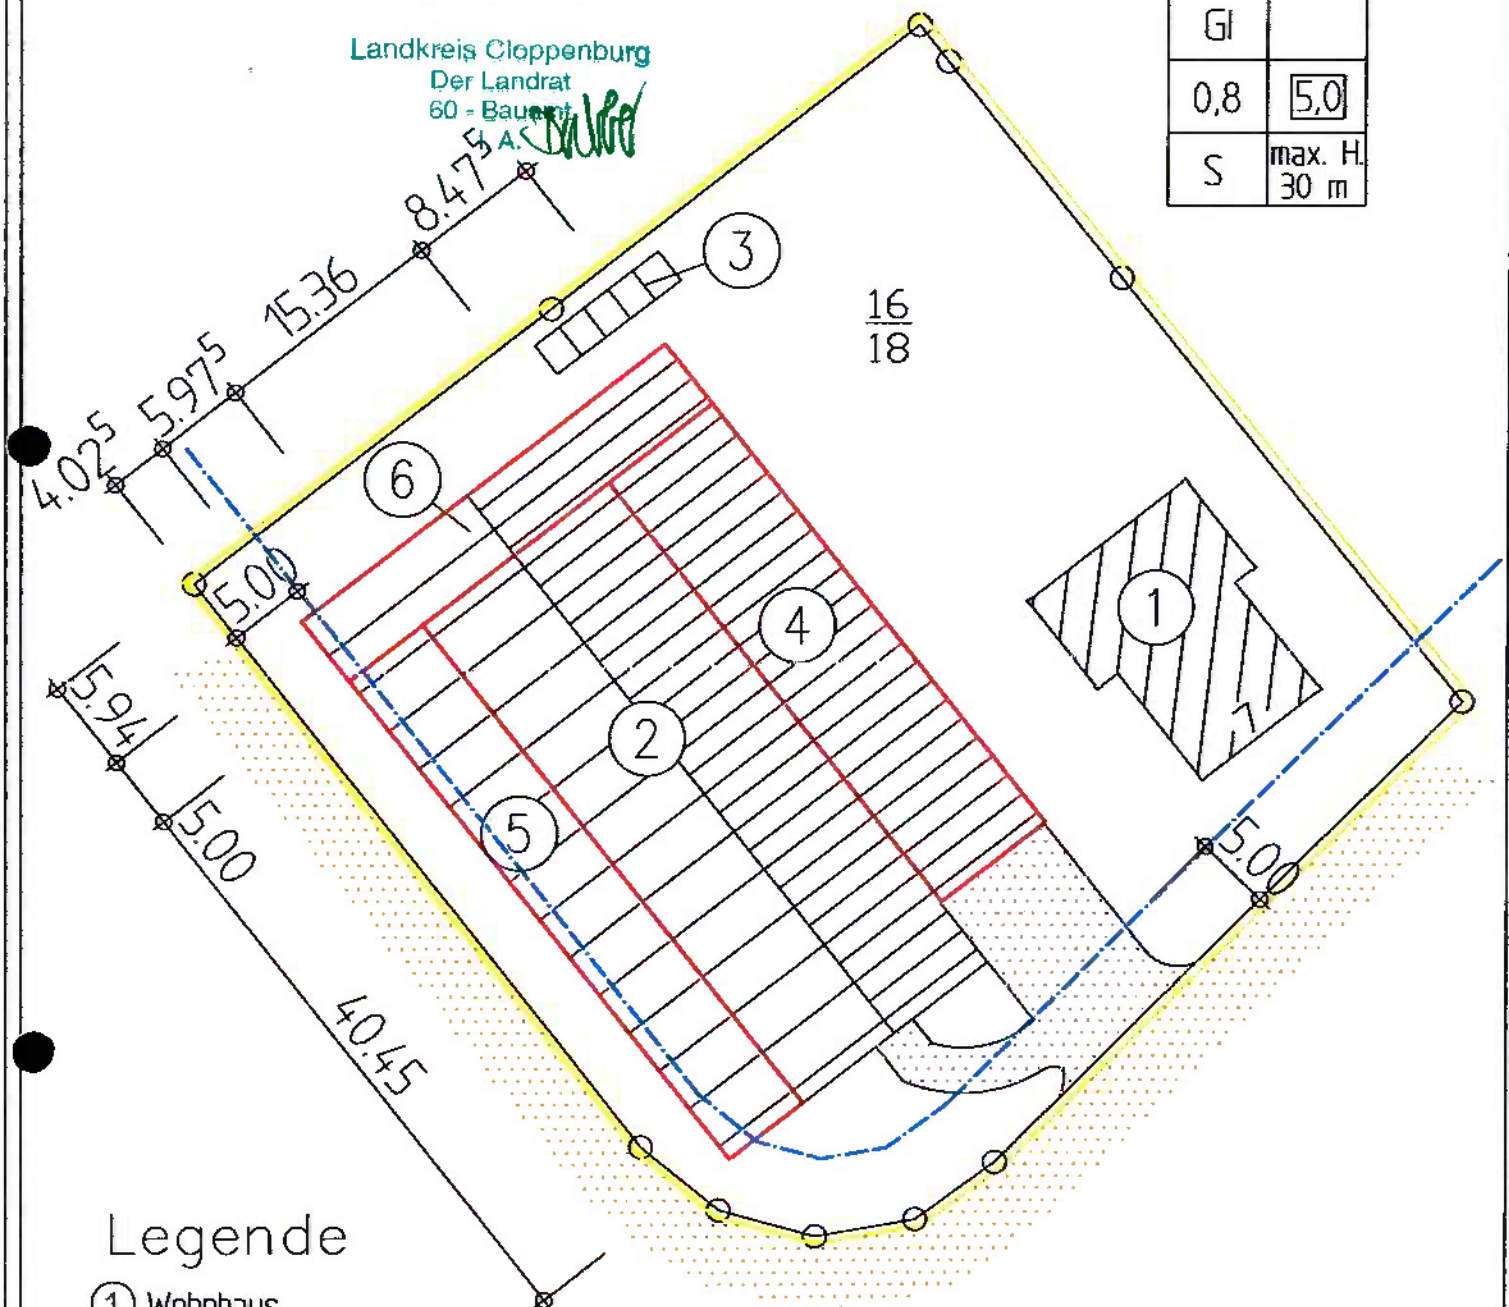 Landkreis Cloppenburg
Der Landrat
60 - Bauamt
I. A.
GI
0,8 5,0
S max. H. 30 m
8.47⁵
15.36
5.97⁵
4.02⁵
3
16
18
6
5.00
4
1
5.94
2
5
5.00
5.00
40.45
Legende
1 Wohnhaus